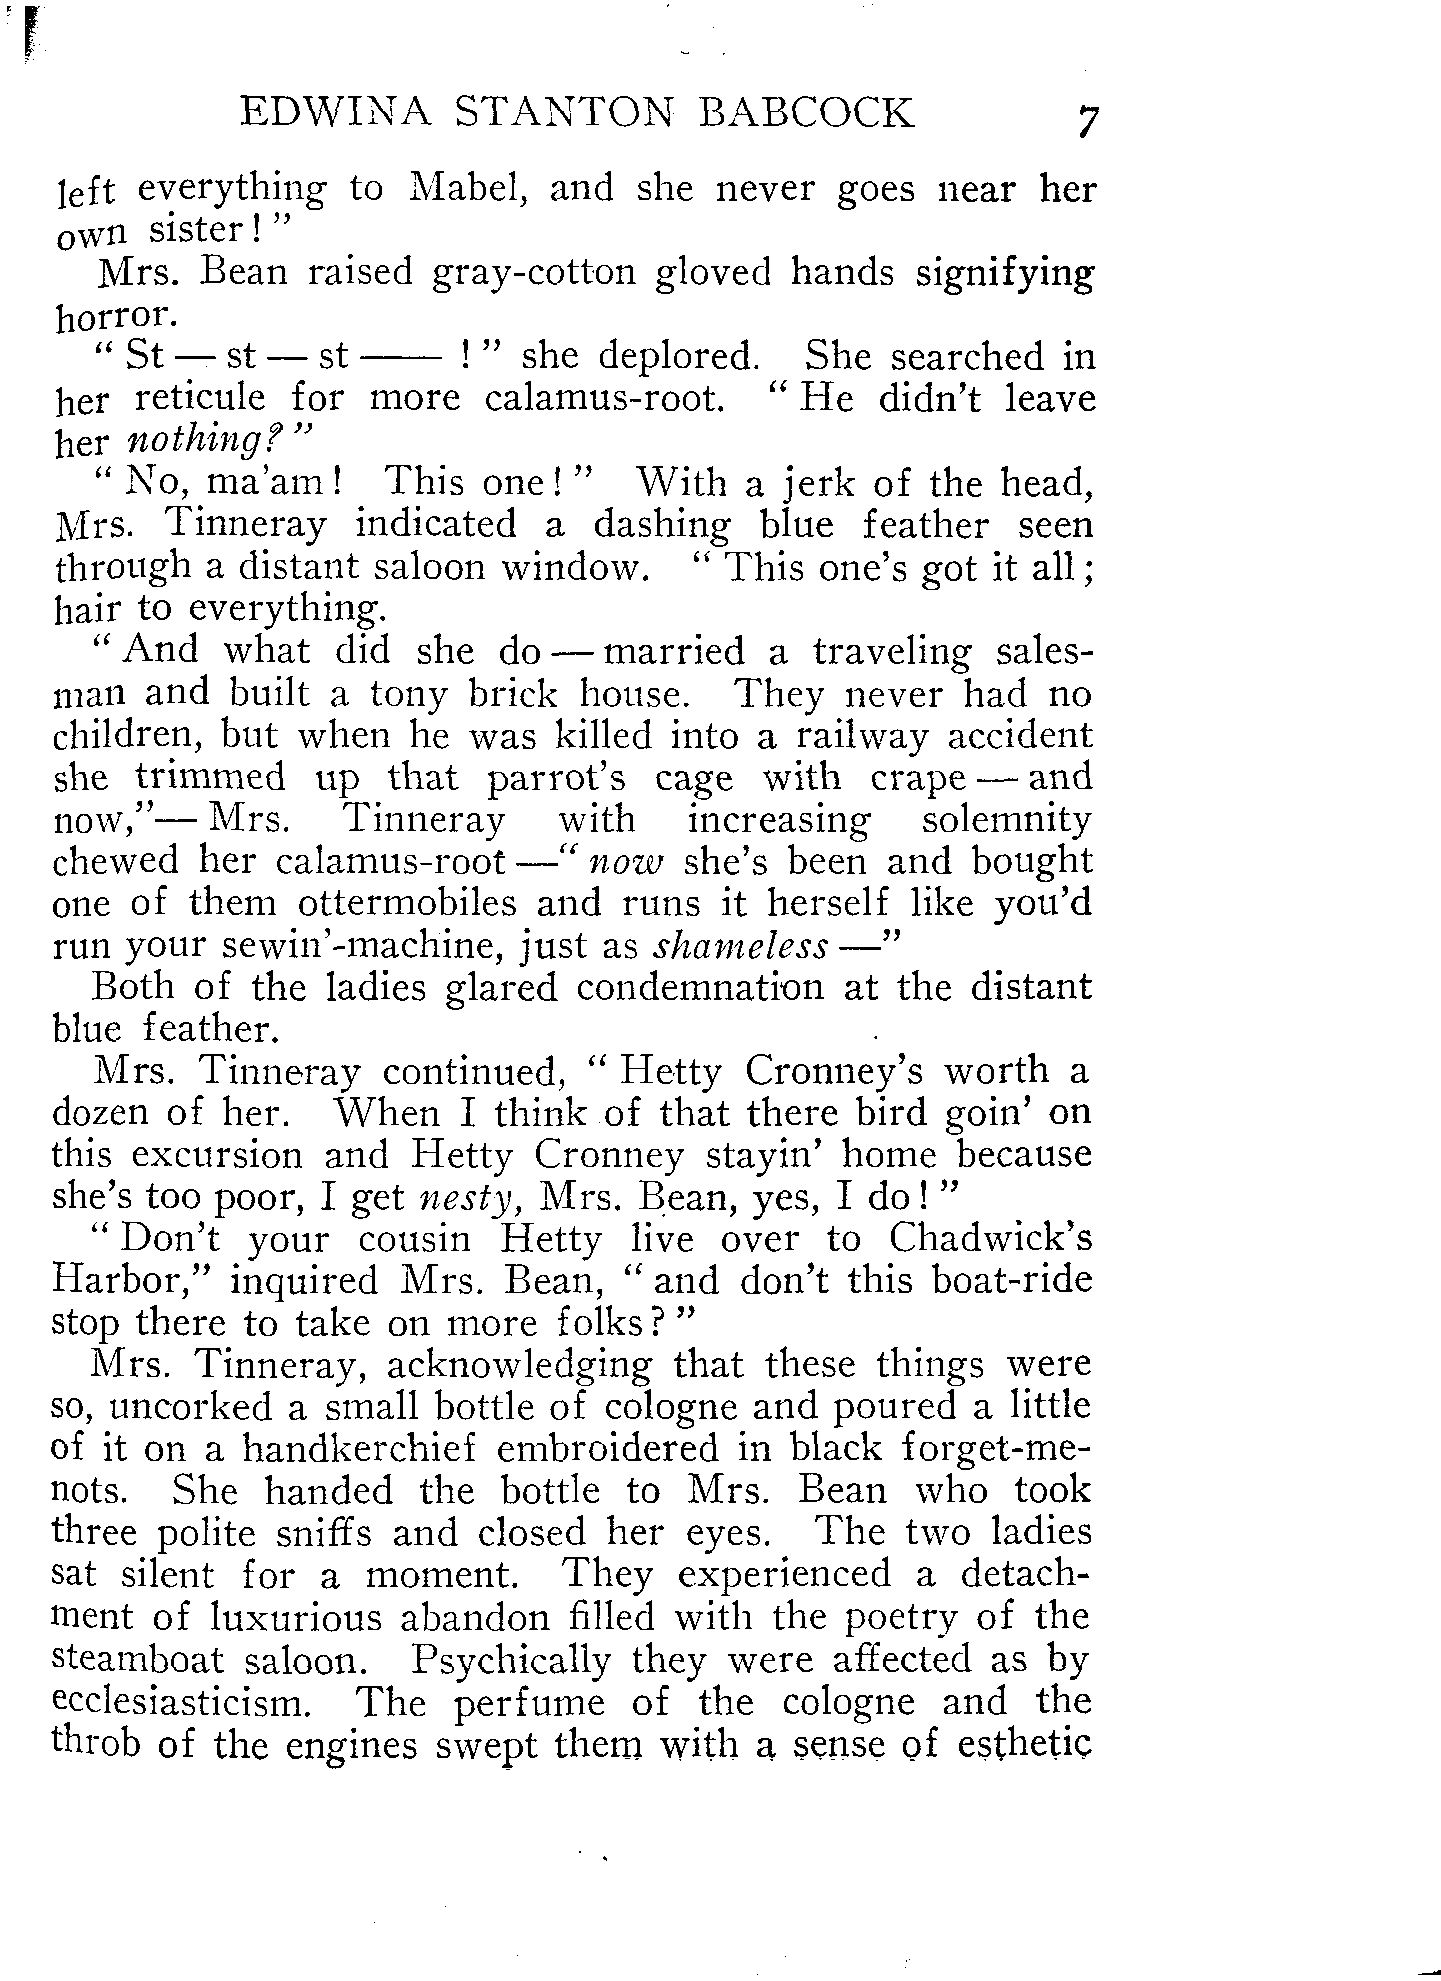 EDWINA STANTON BABCOCK 7
left everything to Mabel, and she never goes near her
own sister!"
Mrs. Bean raised gray-cotton gloved hands signifying
horror.
"St — st — st —— !" she deplored. She searched in
her reticule for more calamus-root. "He didn't leave
her nothing?"
"No, ma'am! This one!" With a jerk of the head,
Mrs. Tinneray indicated a dashing blue feather seen
through a distant saloon window. "This one's got it all;
hair to everything.
"And what did she do — married a traveling sales-
man and built a tony brick house. They never had no
children, but when he was killed into a railway accident
she trimmed up that parrot's cage with crape — and
now,"— Mrs. Tinneray with increasing solemnity
chewed her calamus-root —"now she's been and bought
one of them ottermobiles and runs it herself like you'd
run your sewin'-machine, just as shameless —"
Both of the ladies glared condemnation at the distant
blue feather.
Mrs. Tinneray continued, "Hetty Cronney's worth a
dozen of her. When I think of that there bird goin' on
this excursion and Hetty Cronney stayin' home because
she's too poor, I get nesty, Mrs. Bean, yes, I do!"
"Don't your cousin Hetty live over to Chadwick's
Harbor," inquired Mrs. Bean, "and don't this boat-ride
stop there to take on more folks?"
Mrs. Tinneray, acknowledging that these things were
so, uncorked a small bottle of cologne and poured a little
of it on a handkerchief embroidered in black forget-me-
nots. She handed the bottle to Mrs. Bean who took
three polite sniffs and closed her eyes. The two ladies
sat silent for a moment. They experienced a detach-
ment of luxurious abandon filled with the poetry of the
steamboat saloon. Psychically they were affected as by
ecclesiasticism. The perfume of the cologne and the
throb of the engines swept them with a sense of esthetic